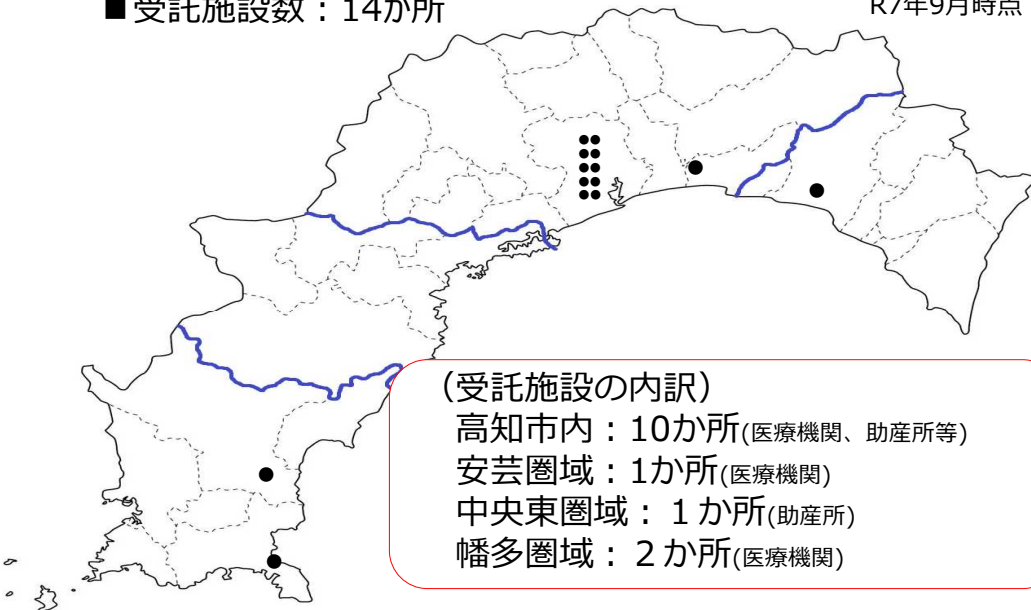 ■受託施設数：14か所
R7年9月時点
（受託施設の内訳）
高知市内：10か所(医療機関、助産所等)
安芸圏域：1か所(医療機関)
中央東圏域：１か所(助産所)
幡多圏域：２か所(医療機関)